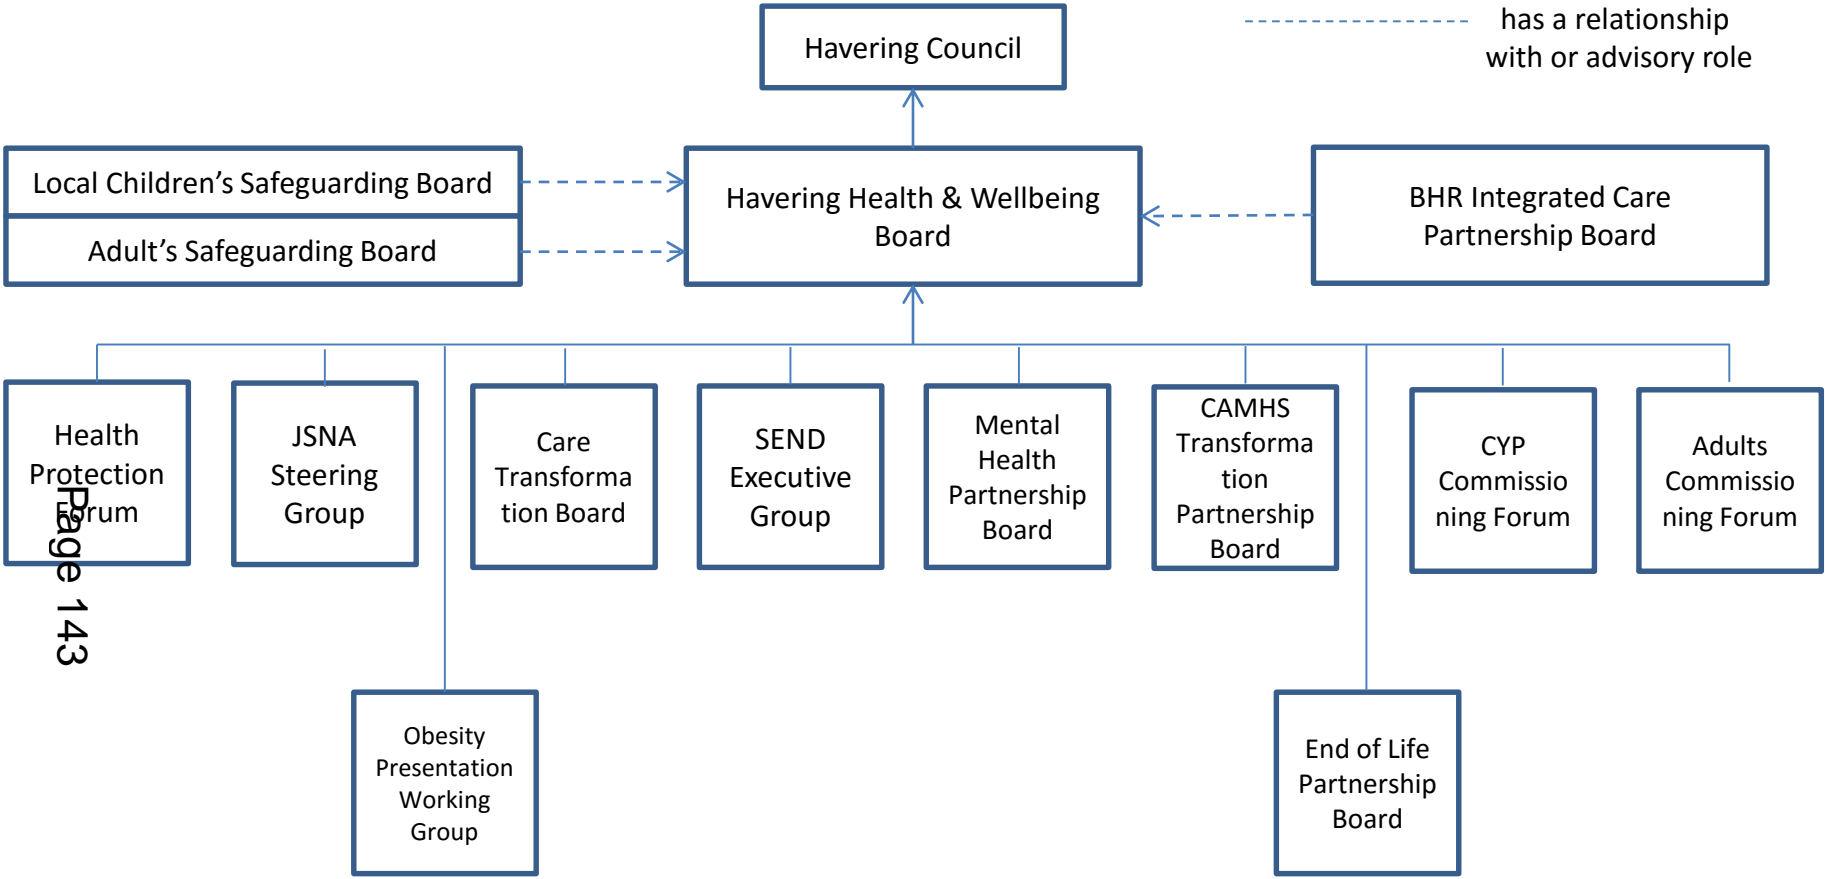 has a relationship
with or advisory role
Havering Council
Local Children's Safeguarding Board
Adult's Safeguarding Board
Havering Health & Wellbeing
Board
BHR Integrated Care
Partnership Board
Health
Protection
Forum
JSNA
Steering
Group
Care
Transforma
tion Board
SEND
Executive
Group
Mental
Health
Partnership
Board
CAMHS
Transforma
tion
Partnership
Board
CYP
Commissio
ning Forum
Adults
Commissio
ning Forum
Page 143
Obesity
Presentation
Working
Group
End of Life
Partnership
Board